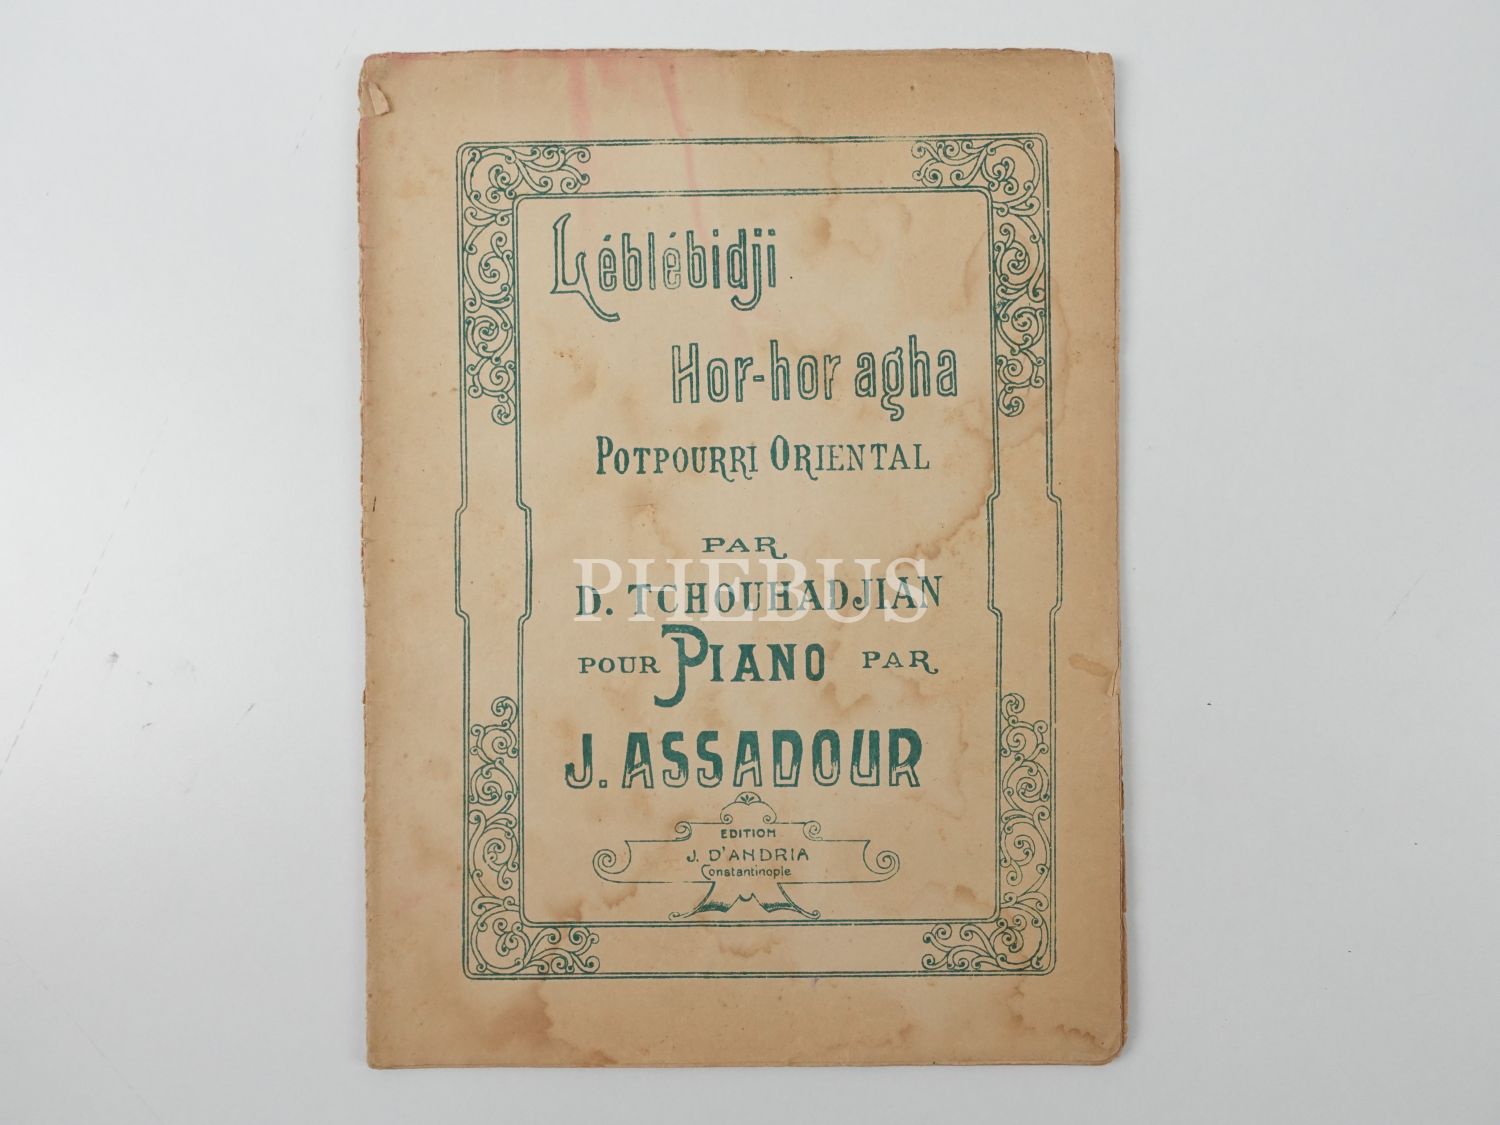 Léblébidji
Hor-hor agha
POTPOURRI ORIENTAL
PAR
PHEBUS
D. TCHOUHADJIAN
POUR PIANO PAR
J. ASSADOUR
EDITION
J. D'ANDRIA
Constantinople